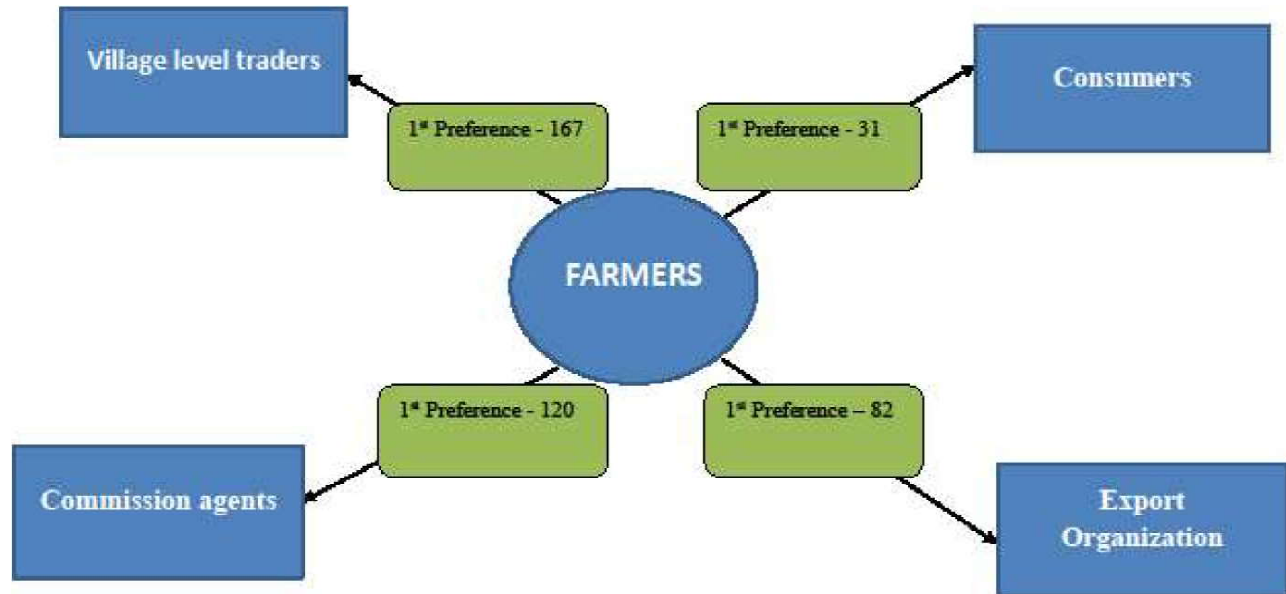 Village level traders
Consumers
1st Preference - 167
1st Preference - 31
FARMERS
1st Preference - 120
1st Preference – 82
Commission agents
Export
Organization